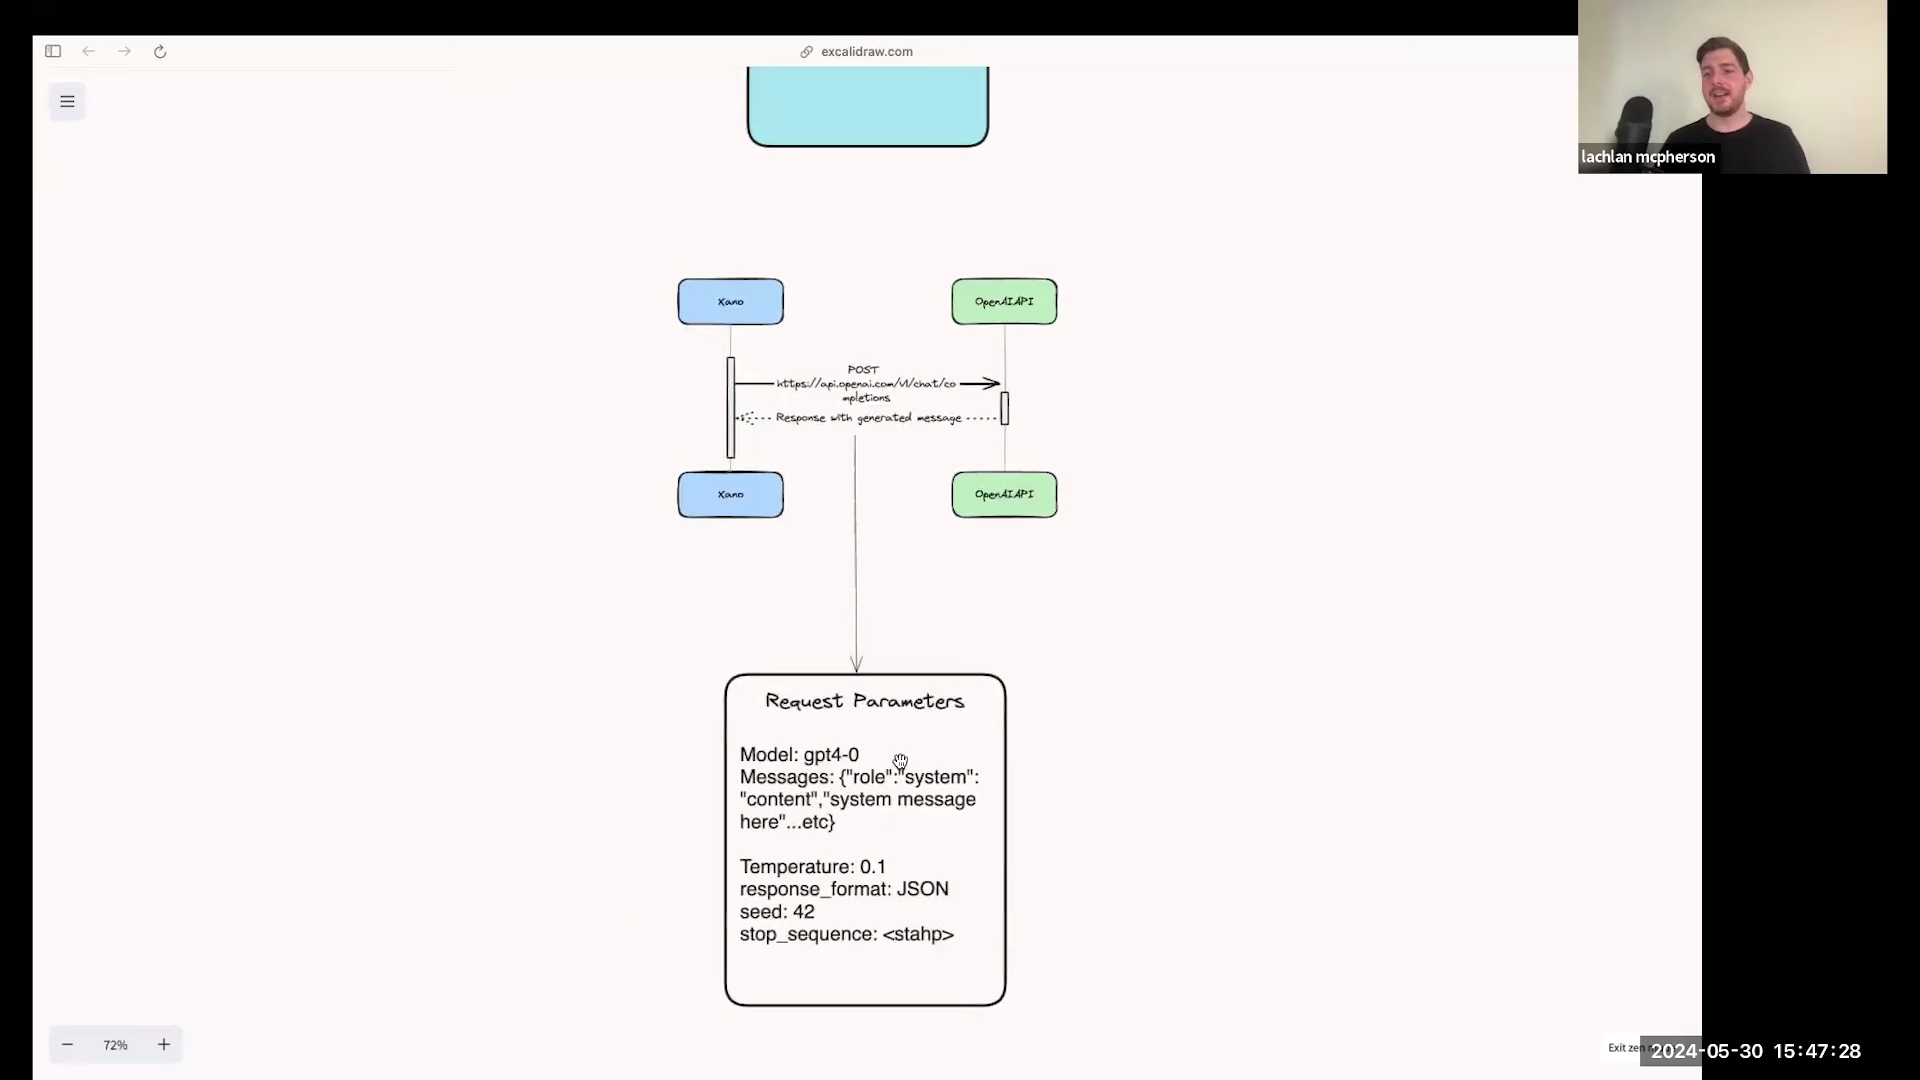 excalidraw.com
lachlan mcpherson
Xano
OpenAIAPI
POST
https://api.openai.com/v1/chat/co
mpletions
Response with generated message
Xano
OpenAIAPI
Request Parameters
Model: gpt4-0
Messages: {"role":"system":
"content","system message
here"...etc}
Temperature: 0.1
response_format: JSON
seed: 42
stop_sequence: <stahp>
72%
Exit zen
2024-05-30 15:47:28